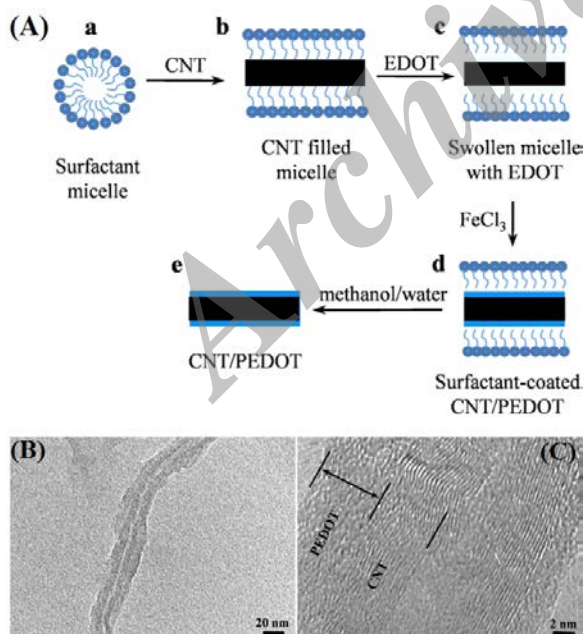 (A)
a
b
c
CNT
EDOT
Surfactant
micelle
CNT filled
micelle
Swollen micelles
with EDOT
FeCl₃
e
d
methanol/water
CNT/PEDOT
Surfactant-coated
CNT/PEDOT
Archive
(B)
20 nm
(C)
PEDOT
CNT
2 nm